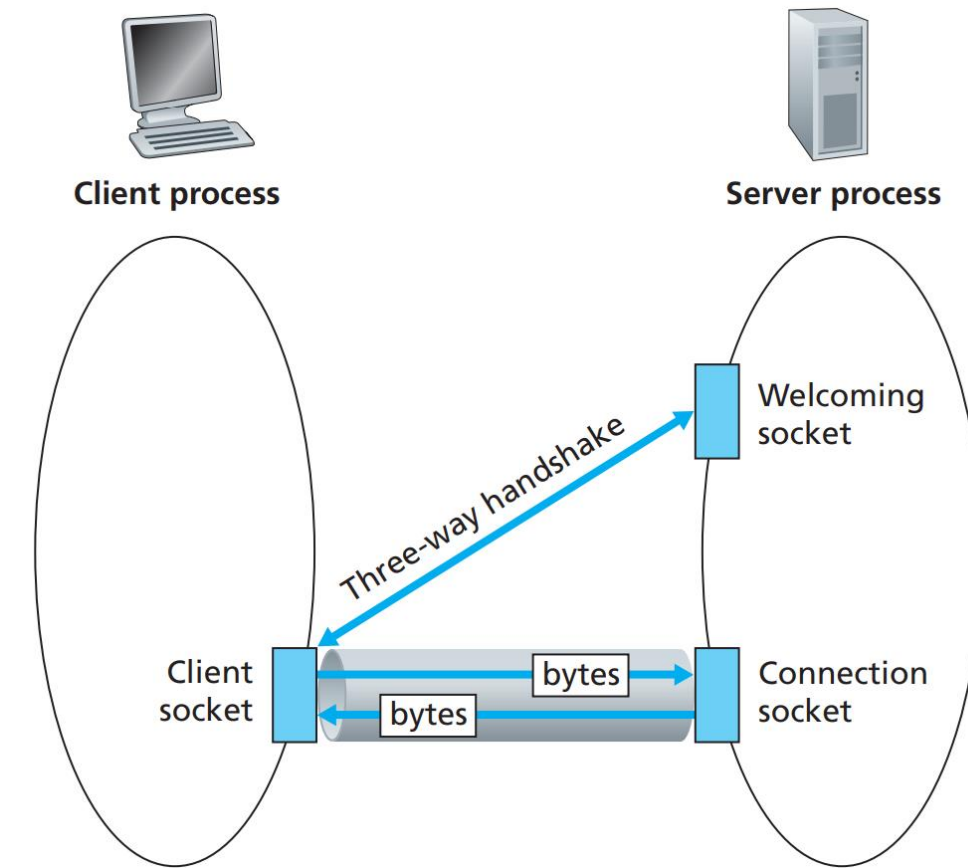 Client process
Server process
Welcoming
socket
Three-way handshake
Client
socket
bytes
bytes
Connection
socket